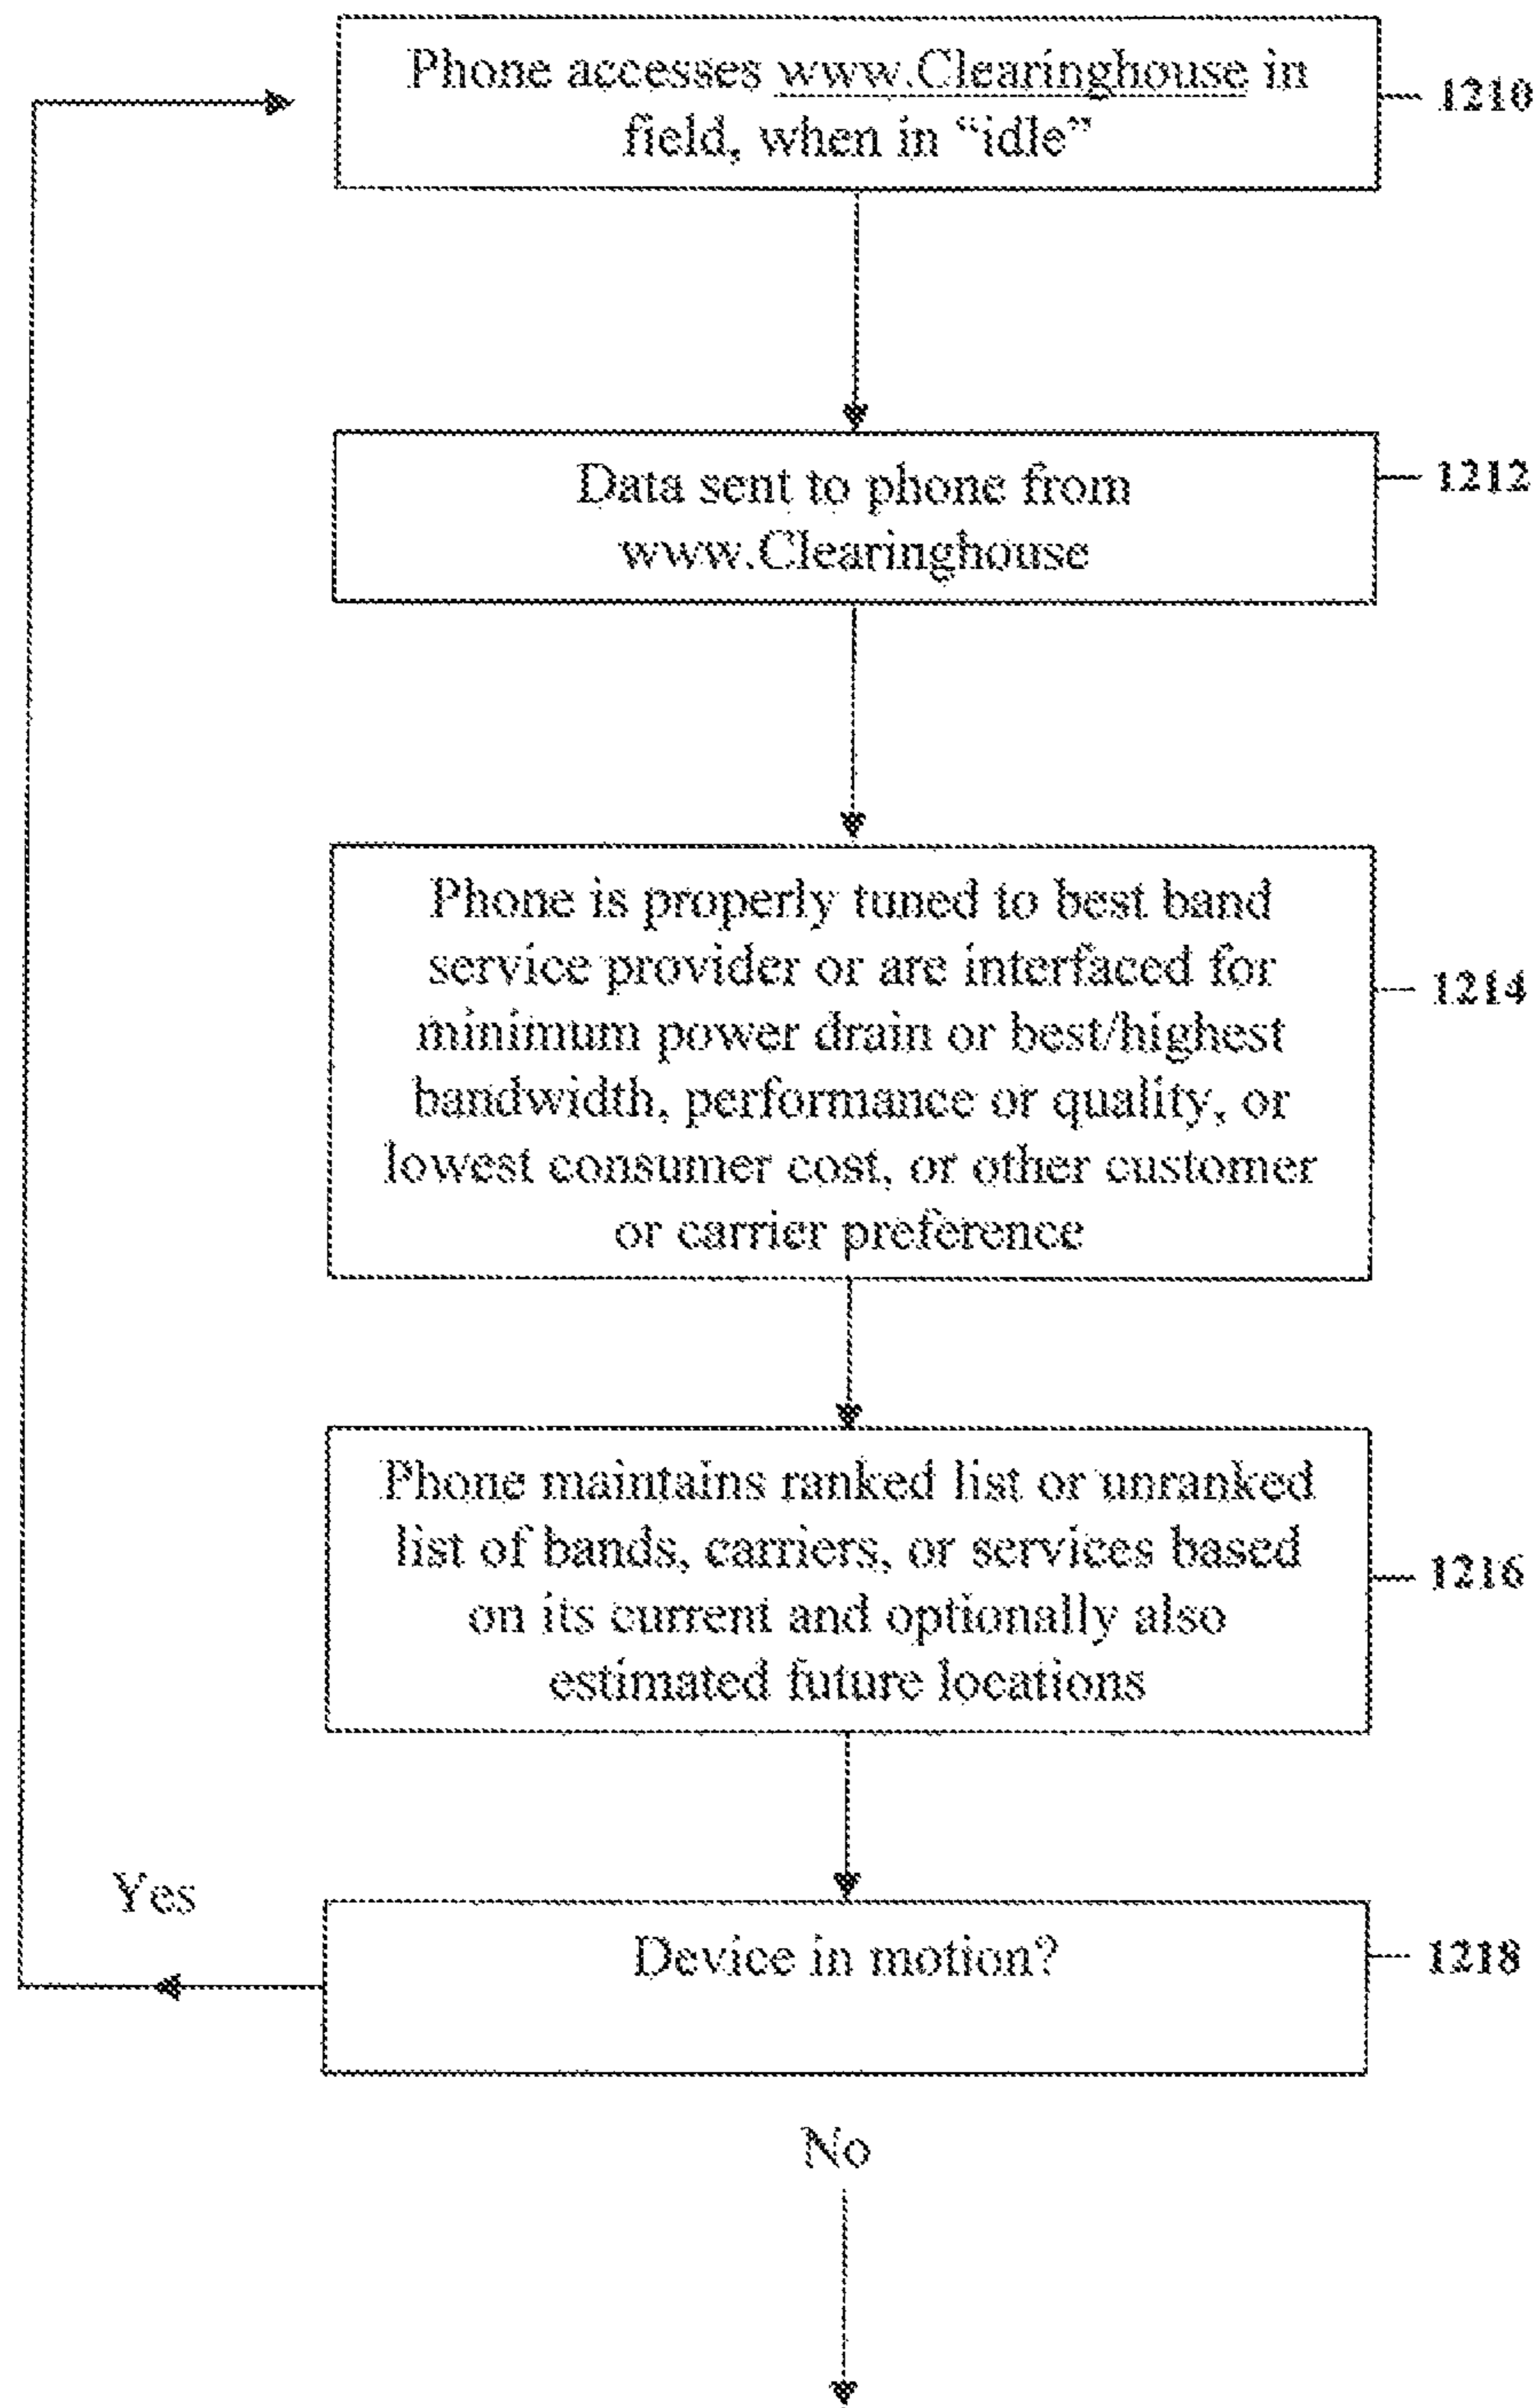 Phone accesses www.Clearinghouse in
field, when in “idle”
1210
Data sent to phone from
www.Clearinghouse
1212
Phone is properly tuned to best band
service provider or are interfaced for
minimum power drain or best/highest
bandwidth, performance or quality, or
lowest consumer cost, or other customer
or carrier preference
1214
Phone maintains ranked list or unranked
list of bands, carriers, or services based
on its current and optionally also
estimated future locations
1216
Yes
Device in motion?
1218
No